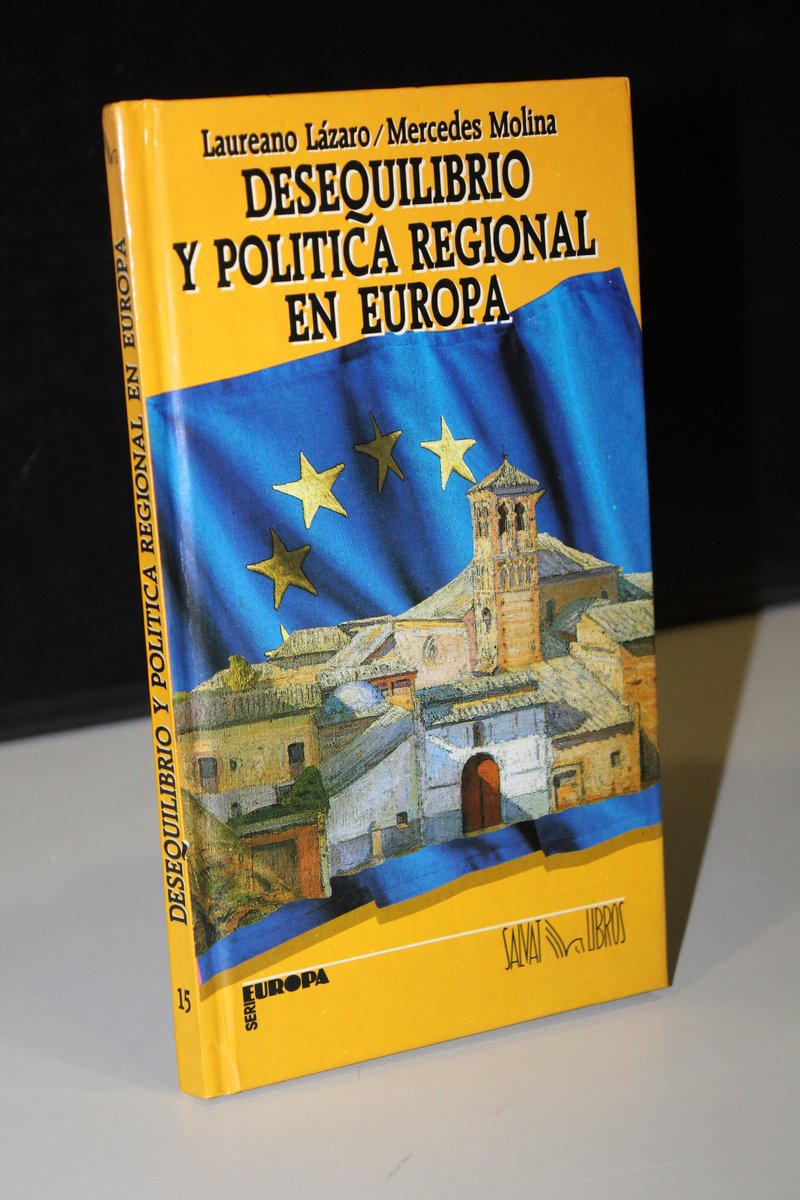 Laureano Lázaro / Mercedes Molina
DESEQUILIBRIO
Y POLITICA REGIONAL
EN EUROPA
SALVAT LIBROS
SERIE EUROPA
DESEQUILIBRIO Y POLITICA REGIONAL EN EUROPA
15